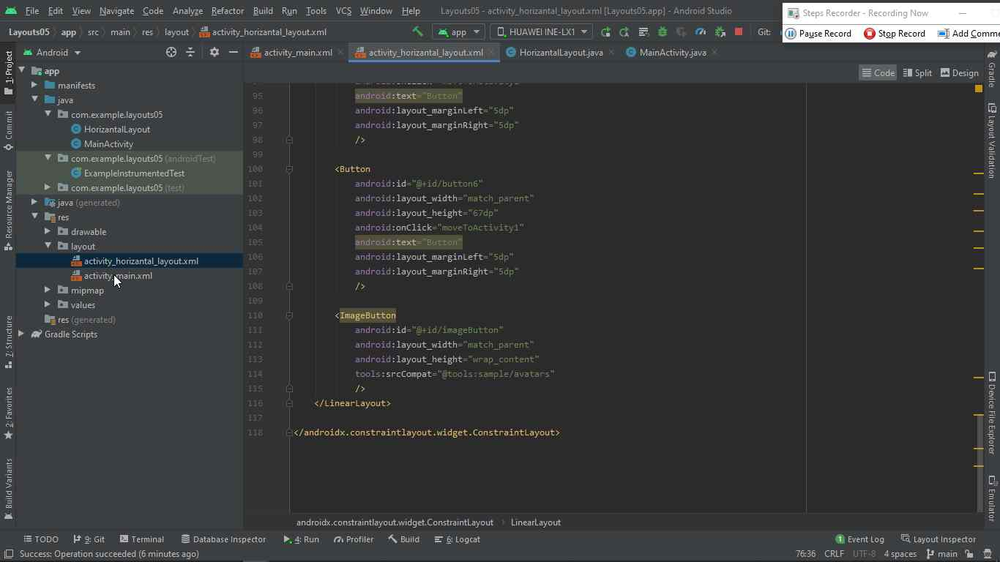 File Edit View Navigate Code Analyze Refactor Build Run Tools VCS Window Help Layouts05 - activity_horizantal_layout.xml [Layouts05.app] - Android Studio
Steps Recorder - Recording Now
Pause Record Stop Record Add Comme
Layouts05 app src main res layout activity_horizantal_layout.xml app HUAWEI INE-LX1 Git:
Android
activity_main.xml activity_horizantal_layout.xml HorizantalLayout.java MainActivity.java
Code Split Design
1: Project
Commit
Resource Manager
7: Structure
2: Favorites
Build Variants
app
manifests
java
com.example.layouts05
HorizantalLayout
MainActivity
com.example.layouts05 (androidTest)
ExampleInstrumentedTest
com.example.layouts05 (test)
java (generated)
res
drawable
layout
activity_horizantal_layout.xml
activity_main.xml
mipmap
values
res (generated)
Gradle Scripts
95 android:text="Button"
96 android:layout_marginLeft="5dp"
97 android:layout_marginRight="5dp"
98 />
99
100 <Button
101 android:id="@+id/button6"
102 android:layout_width="match_parent"
103 android:layout_height="67dp"
104 android:onClick="moveToActivity1"
105 android:text="Button"
106 android:layout_marginLeft="5dp"
107 android:layout_marginRight="5dp"
108 />
109
110 <ImageButton
111 android:id="@+id/imageButton"
112 android:layout_width="match_parent"
113 android:layout_height="wrap_content"
114 tools:srcCompat="@tools:sample/avatars"
115 />
116 </LinearLayout>
117
118 </androidx.constraintlayout.widget.ConstraintLayout>
Gradle
Layout Validation
Device File Explorer
Emulator
androidx.constraintlayout.widget.ConstraintLayout LinearLayout
TODO 9: Git Terminal Database Inspector 4: Run Profiler Build 6: Logcat 1 Event Log Layout Inspector
Success: Operation succeeded (6 minutes ago) 76:36 CRLF UTF-8 4 spaces main